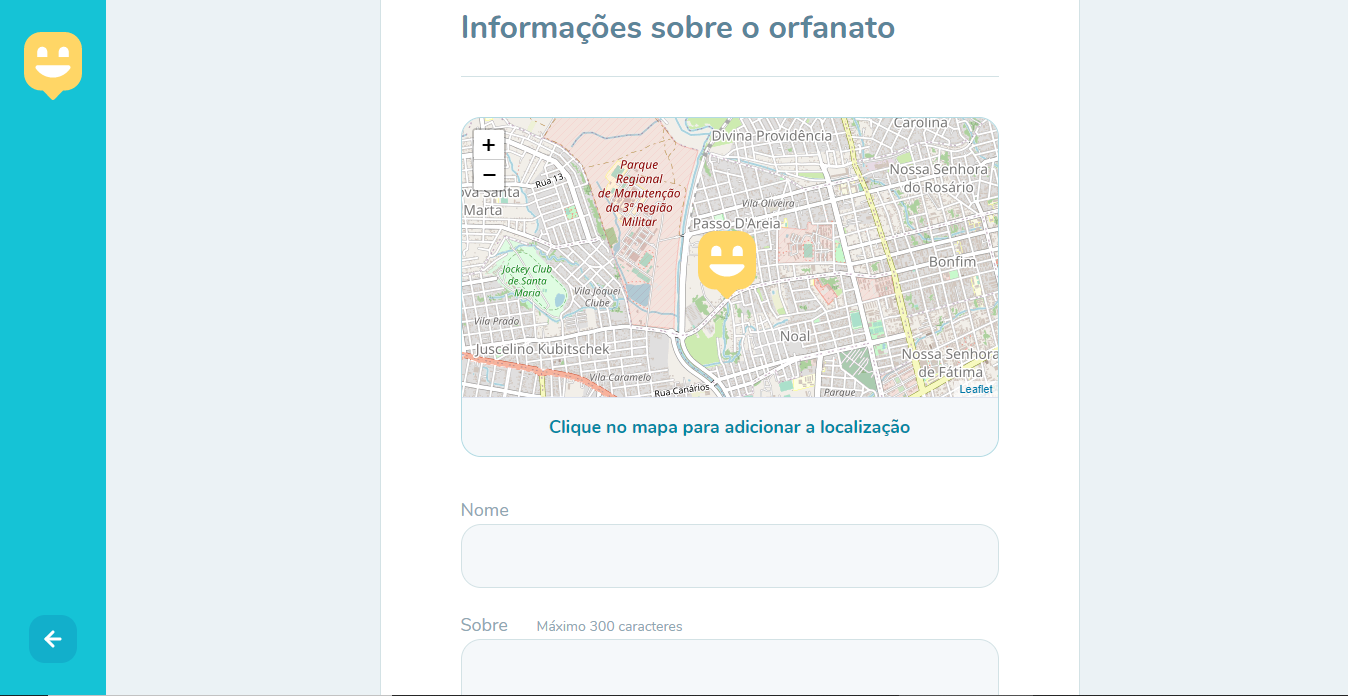 Informações sobre o orfanato
+
−
Carolina
Divina Providência
Nossa Senhora
do Rosário
Parque
Regional
de Manutenção
da 3ª Região
Militar
Rua 13
ova Santa
Marta
Vila Oliveira
Passo D'Areia
Bonfim
Jockey Club
de Santa
Maria
Vila Joquei
Clube
Vila Prado
Noal
Juscelino Kubitschek
Nossa Senhora
de Fátima
Vila Caramelo
Rua Canários
Parque
Leaflet
Clique no mapa para adicionar a localização
Nome
Sobre Máximo 300 caracteres